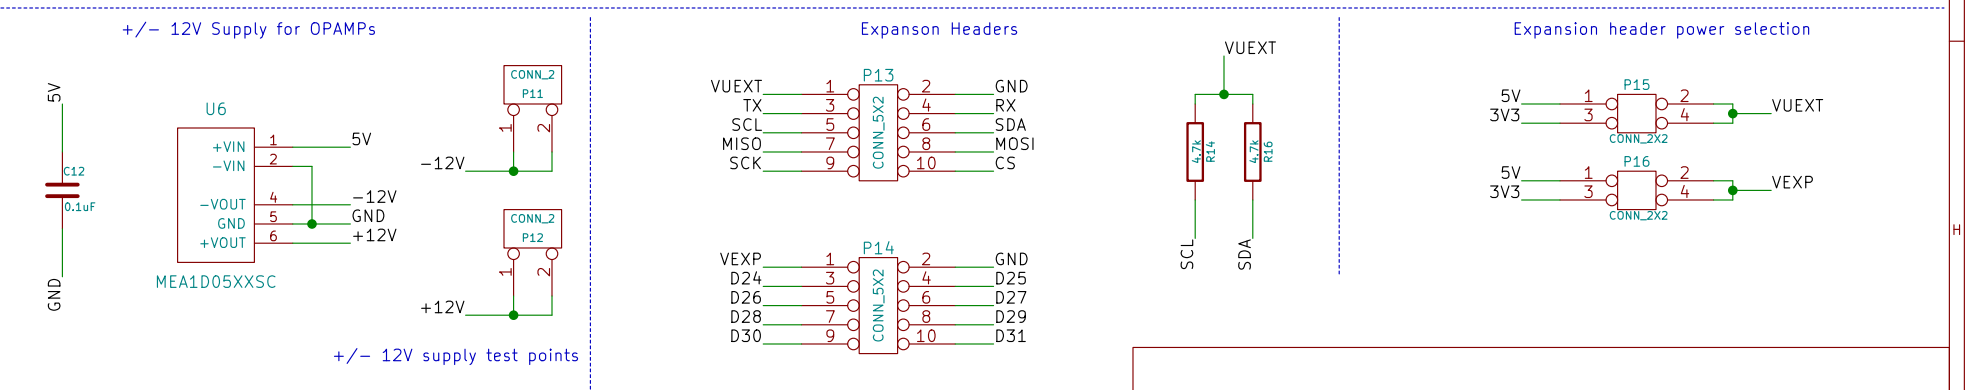 +/- 12V Supply for OPAMPs
5V
C12
0.1uF
GND
U6
+VIN 1 5V
-VIN 2
-VOUT 4 -12V
GND 5 GND
+VOUT 6 +12V
MEA1D05XXSC
CONN_2
P11
1 2
-12V
CONN_2
P12
1 2
+12V
+/- 12V supply test points
Expanson Headers
P13
CONN_5X2
VUEXT 1 2 GND
TX 3 4 RX
SCL 5 6 SDA
MISO 7 8 MOSI
SCK 9 10 CS
P14
CONN_5X2
VEXP 1 2 GND
D24 3 4 D25
D26 5 6 D27
D28 7 8 D29
D30 9 10 D31
VUEXT
4.7k
R14
4.7k
R16
SCL
SDA
Expansion header power selection
P15
5V 1 2
3V3 3 4
VUEXT
CONN_2X2
P16
5V 1 2
3V3 3 4
VEXP
CONN_2X2
H